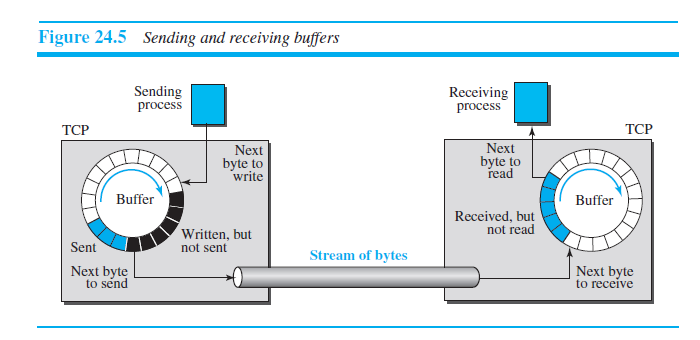 Figure 24.5 Sending and receiving buffers
Sending
process
Receiving
process
TCP
TCP
Next
byte to
write
Next
byte to
read
Buffer
Buffer
Written, but
not sent
Received, but
not read
Sent
Stream of bytes
Next byte
to send
Next byte
to receive